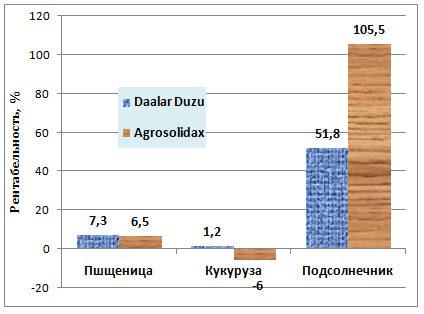 120
100
80
60
40
20
0
-20
Рентабельность, %
Daalar Duzu
Agrosolidax
7,3
6,5
1,2
-6
51,8
105,5
Пщщеница
Кукуруза
Подсолнечник